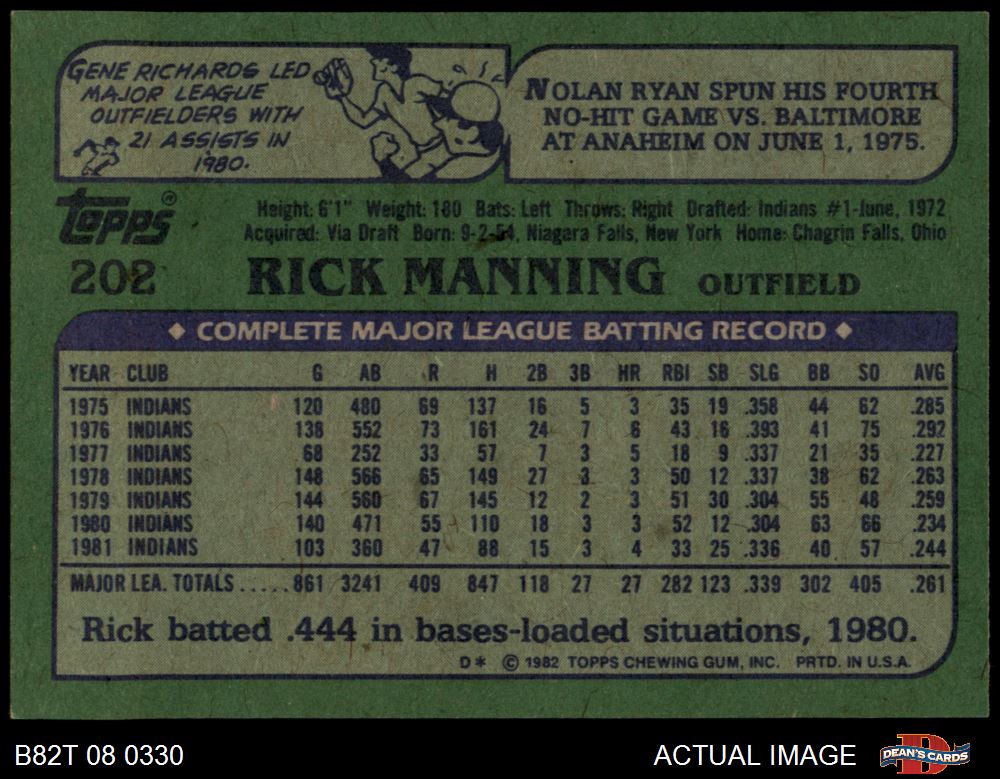 GENE RICHARDS LED
MAJOR LEAGUE
OUTFIELDERS WITH
21 ASSISTS IN
1980.
NOLAN RYAN SPUN HIS FOURTH
NO-HIT GAME VS. BALTIMORE
AT ANAHEIM ON JUNE 1, 1975.
TOPPS®
Height: 6'1" Weight: 180 Bats: Left Throws: Right Drafted: Indians #1-June, 1972
Acquired: Via Draft Born: 9-2-54, Niagara Falls, New York Home: Chagrin Falls, Ohio
202 RICK MANNING OUTFIELD
◆ COMPLETE MAJOR LEAGUE BATTING RECORD ◆
YEAR CLUB G AB R H 2B 3B HR RBI SB SLG BB SO AVG
1975 INDIANS 120 480 69 137 16 5 3 35 19 .358 44 62 .285
1976 INDIANS 138 552 73 161 24 7 6 43 16 .393 41 75 .292
1977 INDIANS 68 252 33 57 7 3 5 18 9 .337 21 35 .227
1978 INDIANS 148 566 65 149 27 3 3 50 12 .337 38 62 .263
1979 INDIANS 144 560 67 145 12 2 3 51 30 .304 55 48 .259
1980 INDIANS 140 471 55 110 18 3 3 52 12 .304 63 66 .234
1981 INDIANS 103 360 47 88 15 3 4 33 25 .336 40 57 .244
MAJOR LEA. TOTALS.....861 3241 409 847 118 27 27 282 123 .339 302 405 .261
Rick batted .444 in bases-loaded situations, 1980.
D* © 1982 TOPPS CHEWING GUM, INC. PRTD. IN U.S.A.
B82T 08 0330
ACTUAL IMAGE
DEAN'S CARDS